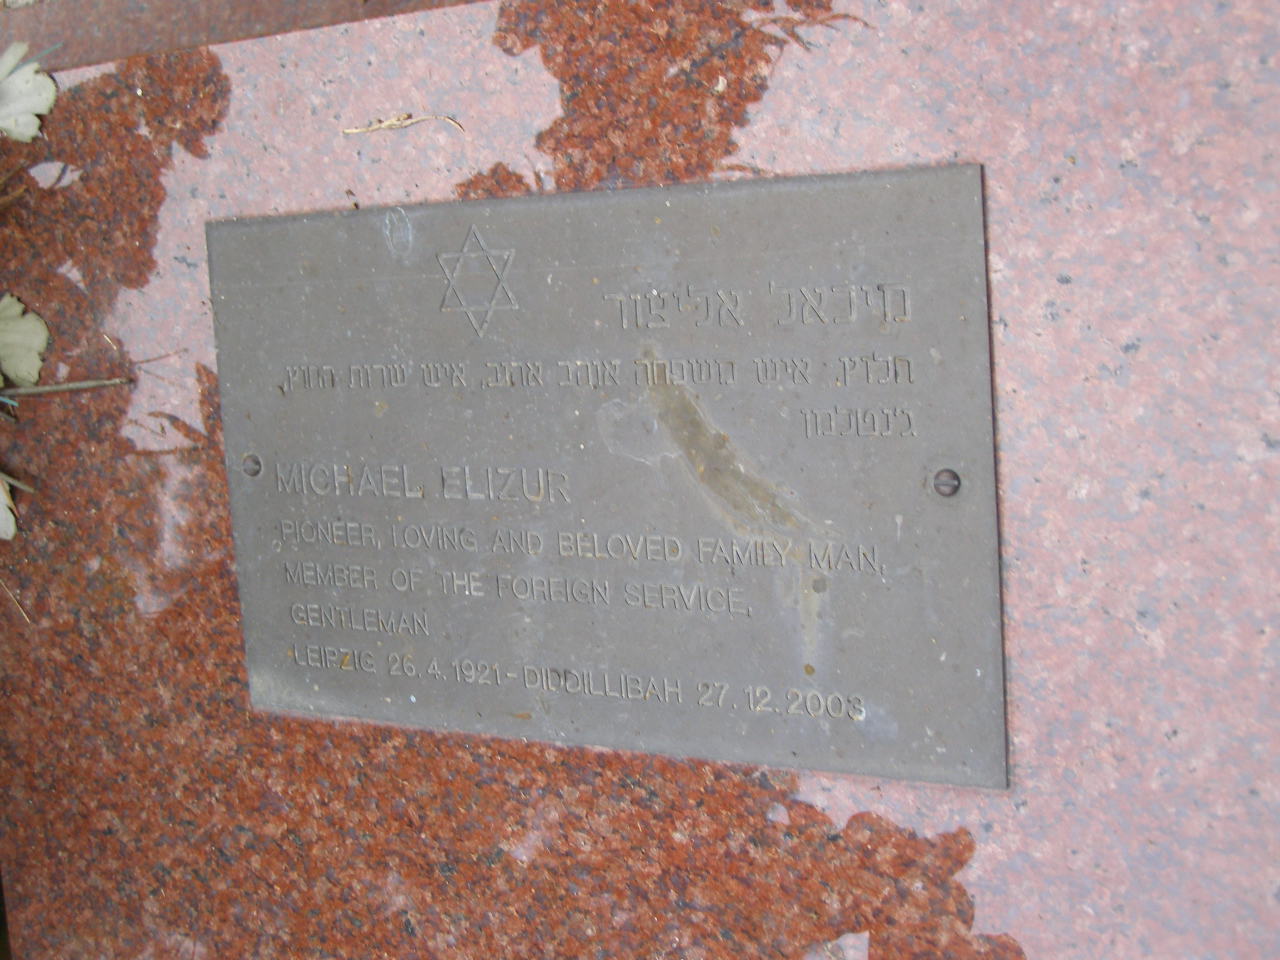 מיכאל אליצור
חלוץ, איש משפחה אוהב אהוב, איש שרות החוץ,
ג'נטלמן
MICHAEL ELIZUR
PIONEER, LOVING AND BELOVED FAMILY MAN,
MEMBER OF THE FOREIGN SERVICE,
GENTLEMAN
LEIPZIG 26.4.1921-DIDDILLIBAH 27.12.2003